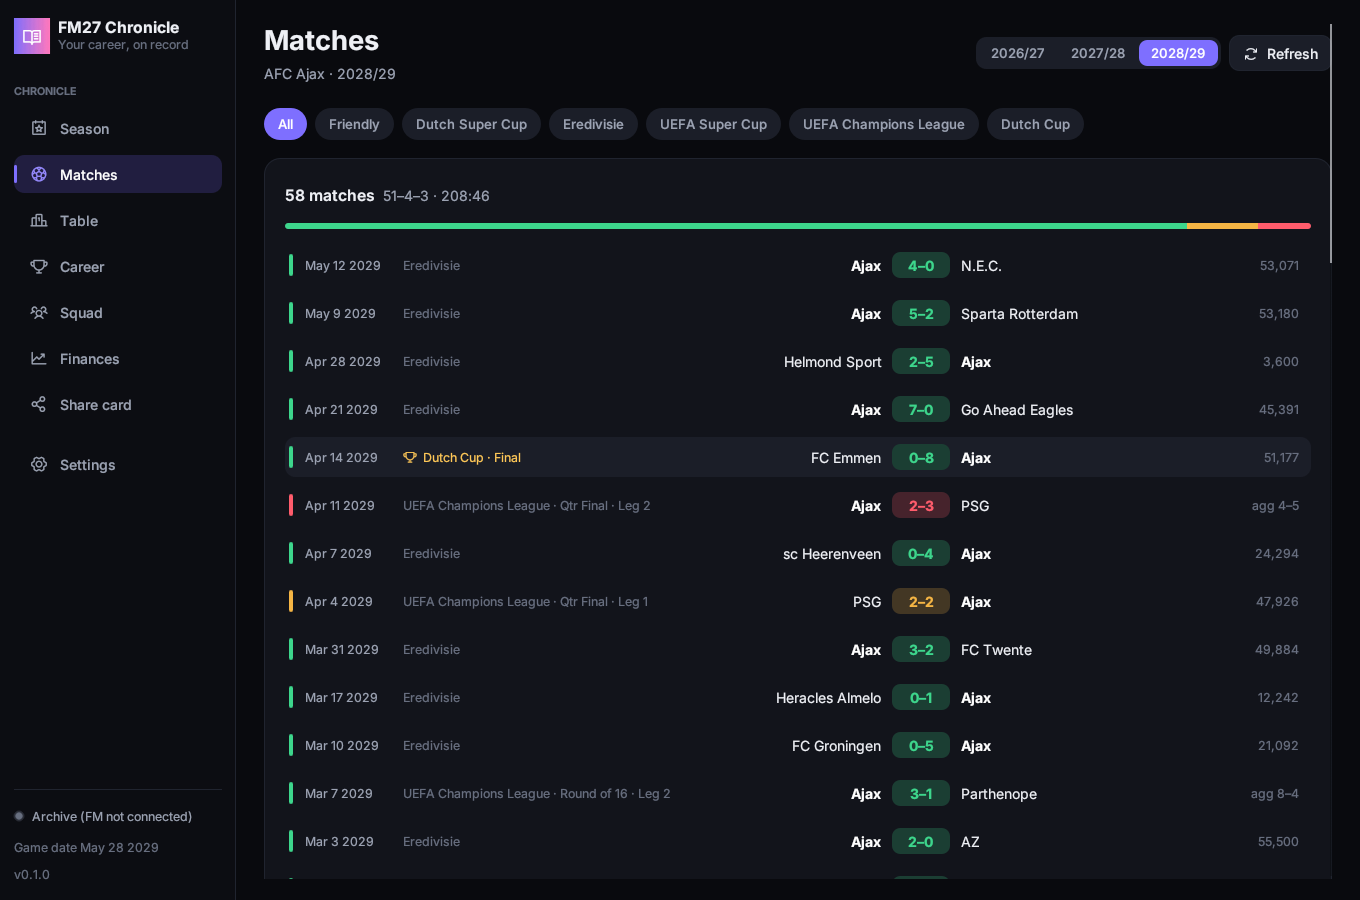 FM27 Chronicle
Your career, on record
CHRONICLE
Season
Matches
Table
Career
Squad
Finances
Share card
Settings
Archive (FM not connected)
Game date May 28 2029
v0.1.0
Matches
AFC Ajax · 2028/29
2026/27 2027/28 2028/29 Refresh
All Friendly Dutch Super Cup Eredivisie UEFA Super Cup UEFA Champions League Dutch Cup
58 matches 51–4–3 · 208:46
May 12 2029 Eredivisie Ajax 4–0 N.E.C. 53,071
May 9 2029 Eredivisie Ajax 5–2 Sparta Rotterdam 53,180
Apr 28 2029 Eredivisie Helmond Sport 2–5 Ajax 3,600
Apr 21 2029 Eredivisie Ajax 7–0 Go Ahead Eagles 45,391
Apr 14 2029 Dutch Cup · Final FC Emmen 0–8 Ajax 51,177
Apr 11 2029 UEFA Champions League · Qtr Final · Leg 2 Ajax 2–3 PSG agg 4–5
Apr 7 2029 Eredivisie sc Heerenveen 0–4 Ajax 24,294
Apr 4 2029 UEFA Champions League · Qtr Final · Leg 1 PSG 2–2 Ajax 47,926
Mar 31 2029 Eredivisie Ajax 3–2 FC Twente 49,884
Mar 17 2029 Eredivisie Heracles Almelo 0–1 Ajax 12,242
Mar 10 2029 Eredivisie FC Groningen 0–5 Ajax 21,092
Mar 7 2029 UEFA Champions League · Round of 16 · Leg 2 Ajax 3–1 Parthenope agg 8–4
Mar 3 2029 Eredivisie Ajax 2–0 AZ 55,500